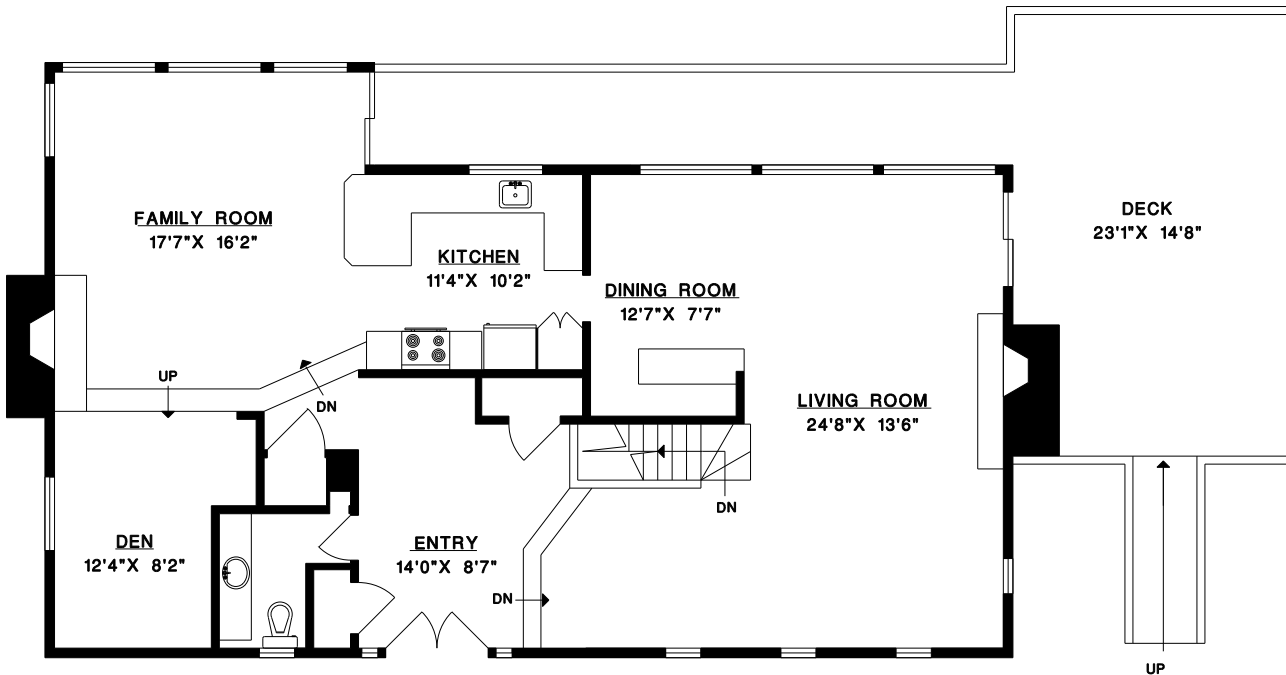 FAMILY ROOM
17'7"X 16'2"
KITCHEN
11'4"X 10'2"
DECK
23'1"X 14'8"
DINING ROOM
12'7"X 7'7"
UP
DN
LIVING ROOM
24'8"X 13'6"
DN
DEN
12'4"X 8'2"
ENTRY
14'0"X 8'7"
DN
UP